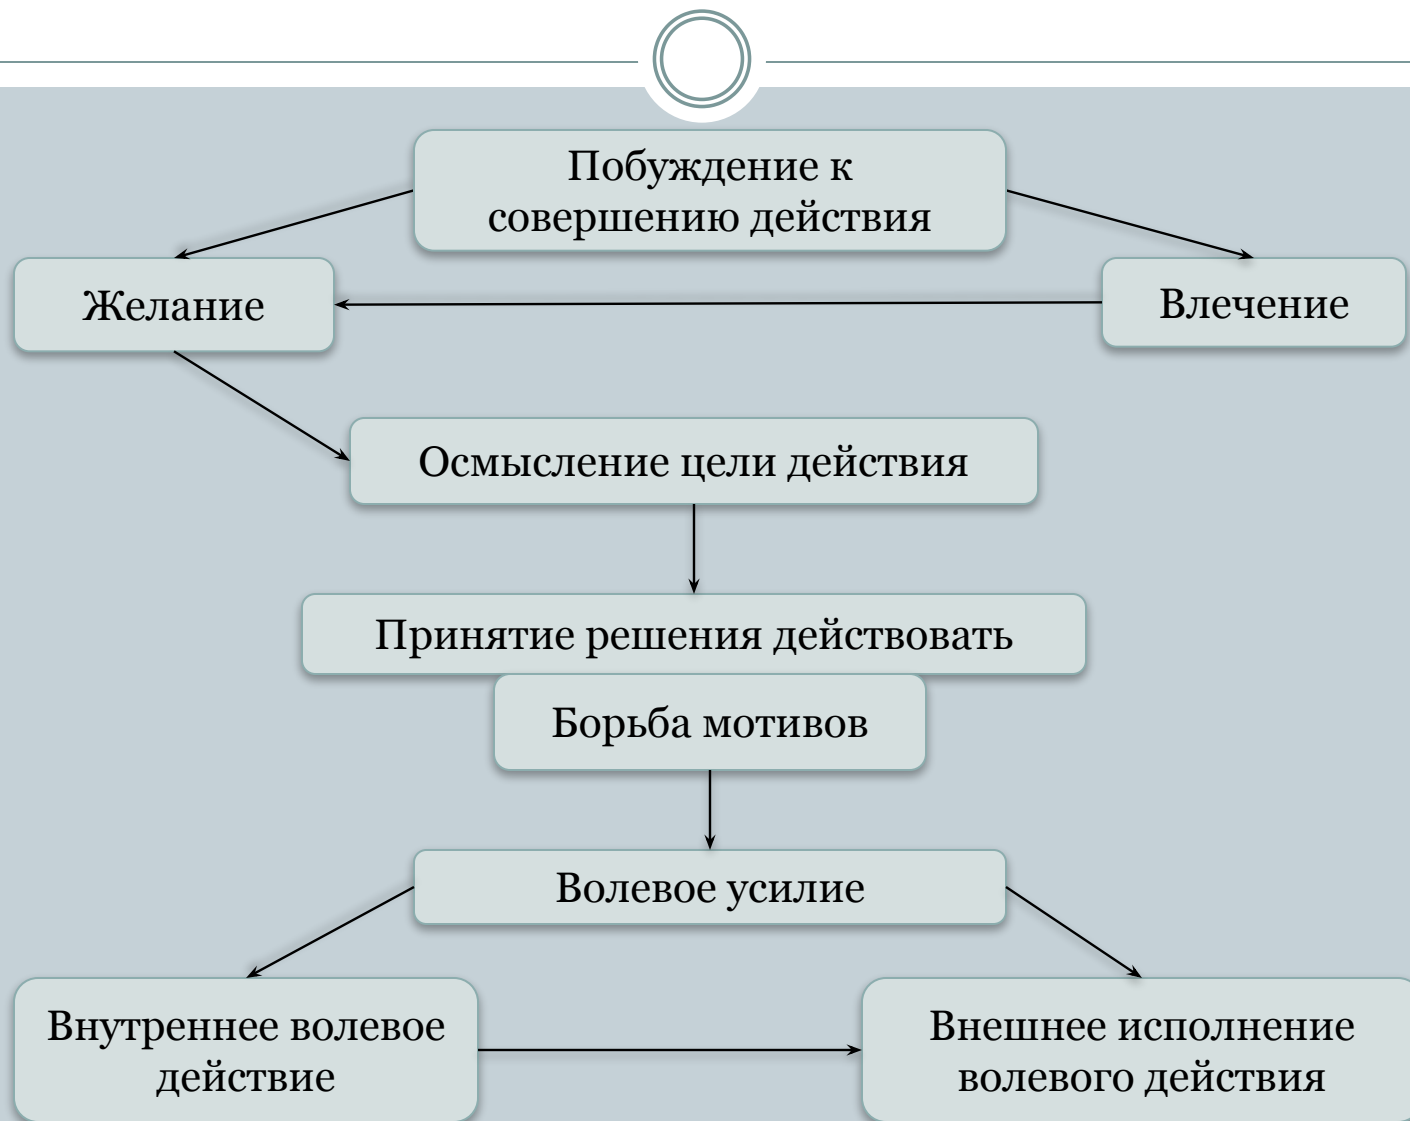 Побуждение к
совершению действия
Желание
Влечение
Осмысление цели действия
Принятие решения действовать
Борьба мотивов
Волевое усилие
Внутреннее волевое
действие
Внешнее исполнение
волевого действия